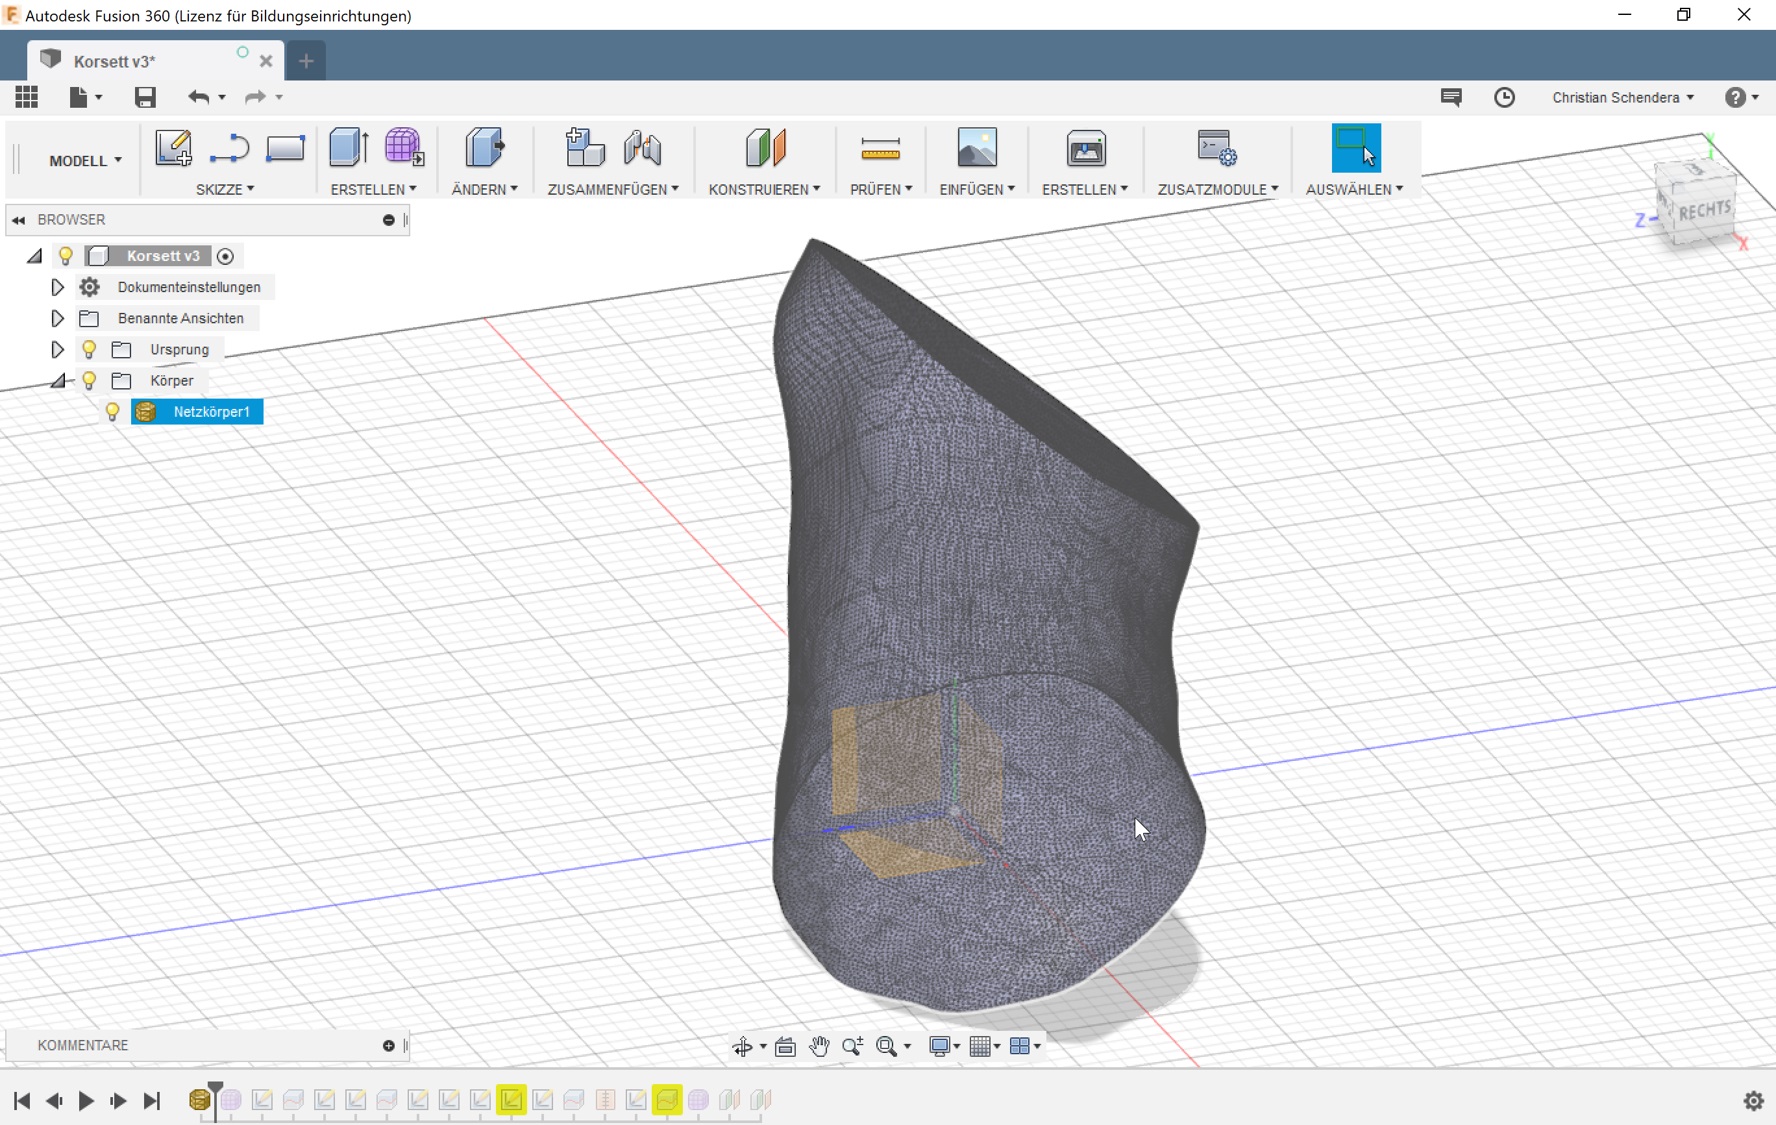 Autodesk Fusion 360 (Lizenz für Bildungseinrichtungen)
Korsett v3*
Christian Schendera
MODELL
SKIZZE
ERSTELLEN
ÄNDERN
ZUSAMMENFÜGEN
KONSTRUIEREN
PRÜFEN
EINFÜGEN
ERSTELLEN
ZUSATZMODULE
AUSWÄHLEN
Y
RECHTS
Z
X
BROWSER
Korsett v3
Dokumenteinstellungen
Benannte Ansichten
Ursprung
Körper
Netzkörper1
KOMMENTARE